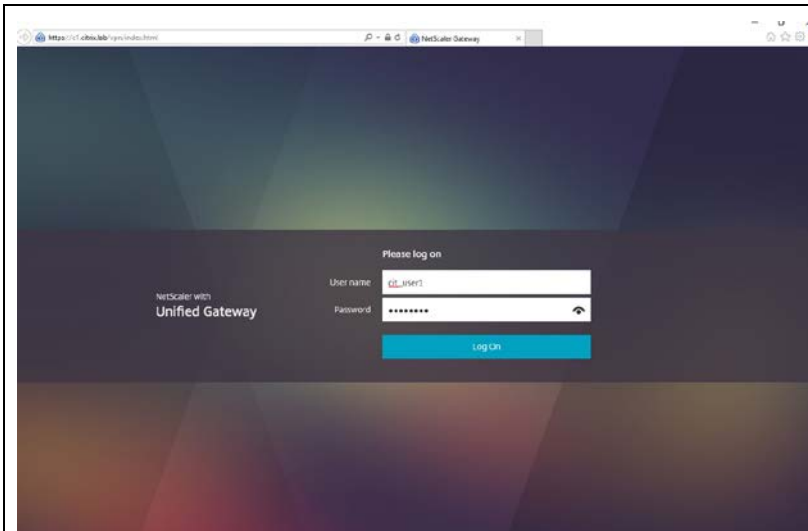 https://c1.citrix.lab/vpn/index.html
NetScaler Gateway
Please log on
User name
cit_user1
NetScaler with
Unified Gateway
Password
Log On